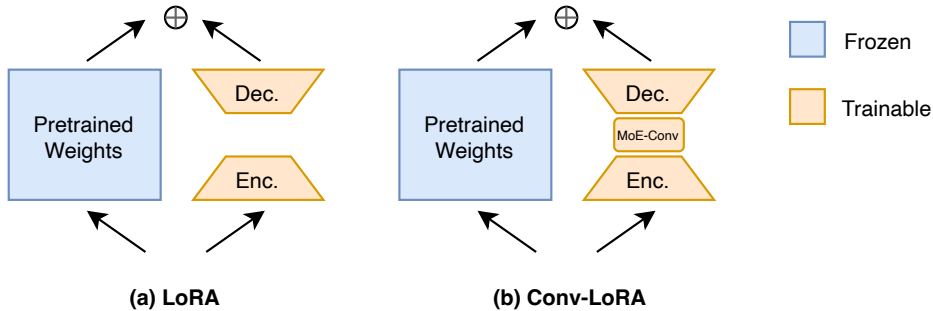 Pretrained
Weights
Dec.
Enc.
(a) LoRA
Pretrained
Weights
Dec.
MoE-Conv
Enc.
(b) Conv-LoRA
Frozen
Trainable